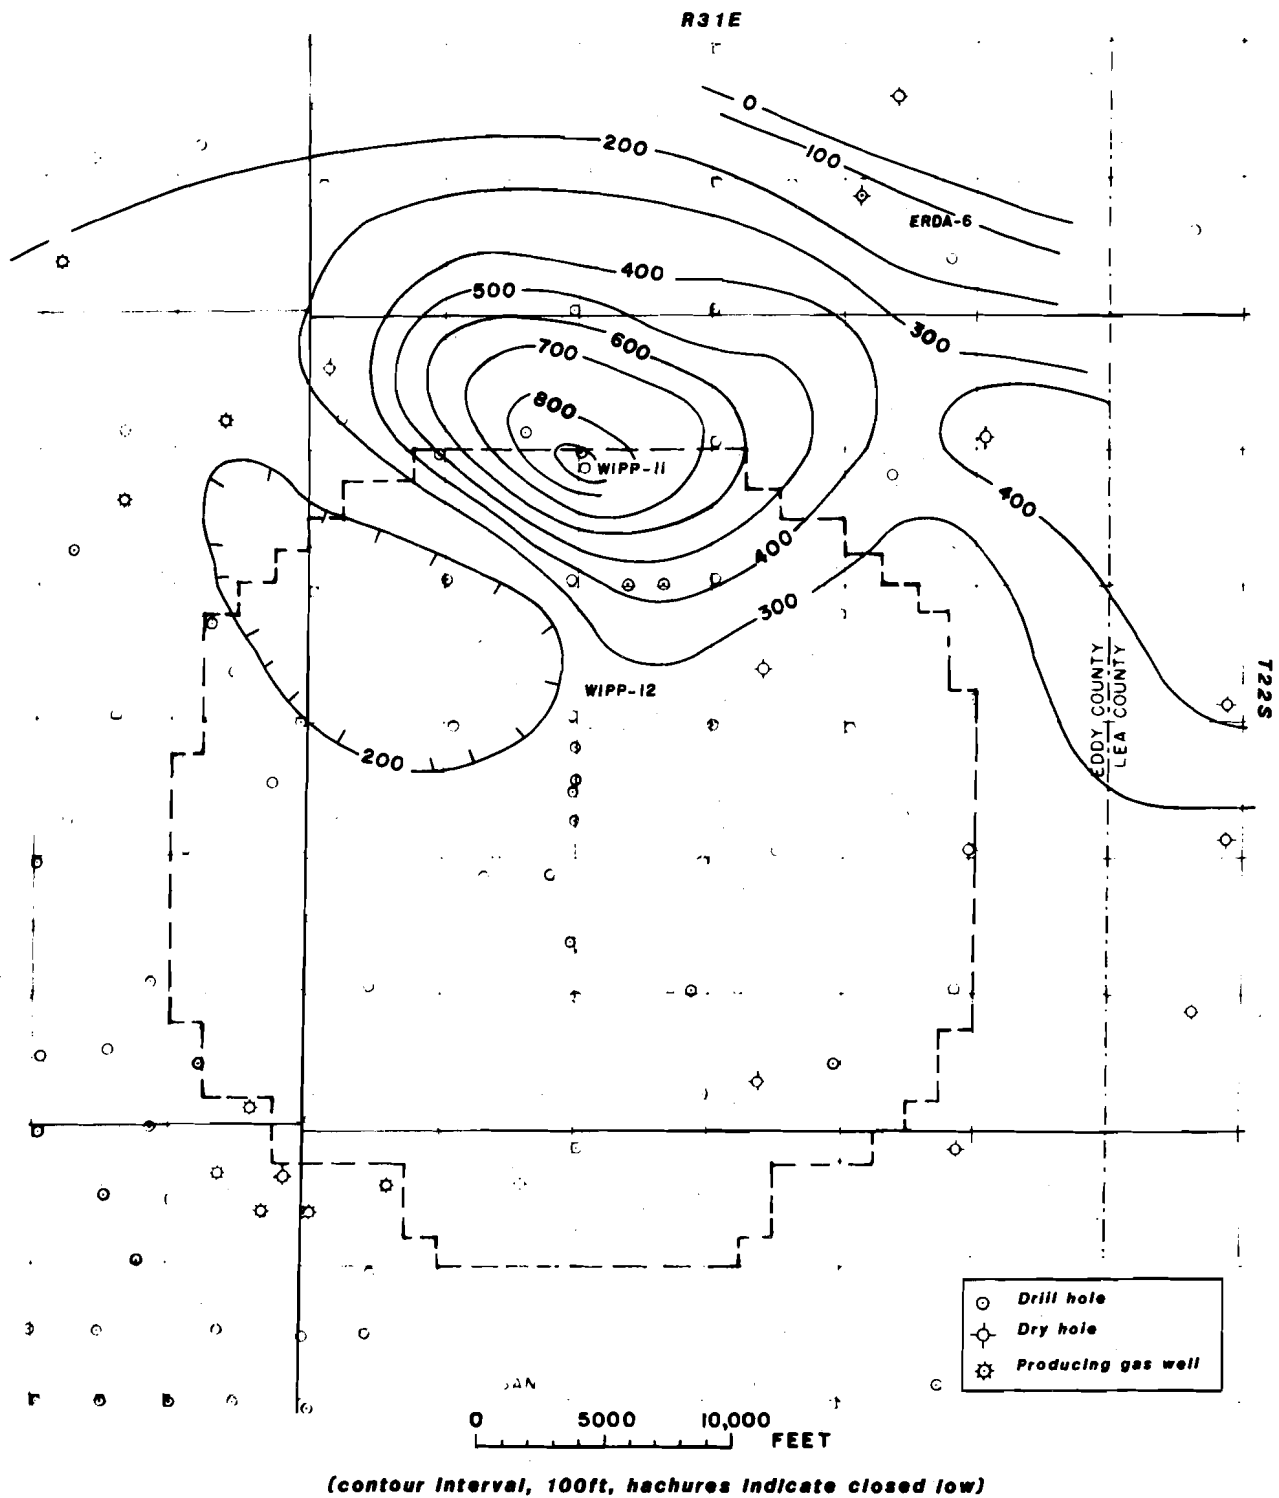 R31E
0
200
100
ERDA-6
400
500
300
600
700
800
WIPP-11
400
400
300
WIPP-12
EDDY COUNTY
LEA COUNTY
T22S
200
Drill hole
Dry hole
Producing gas well
0 5000 10,000
FEET
(contour interval, 100ft, hachures indicate closed low)